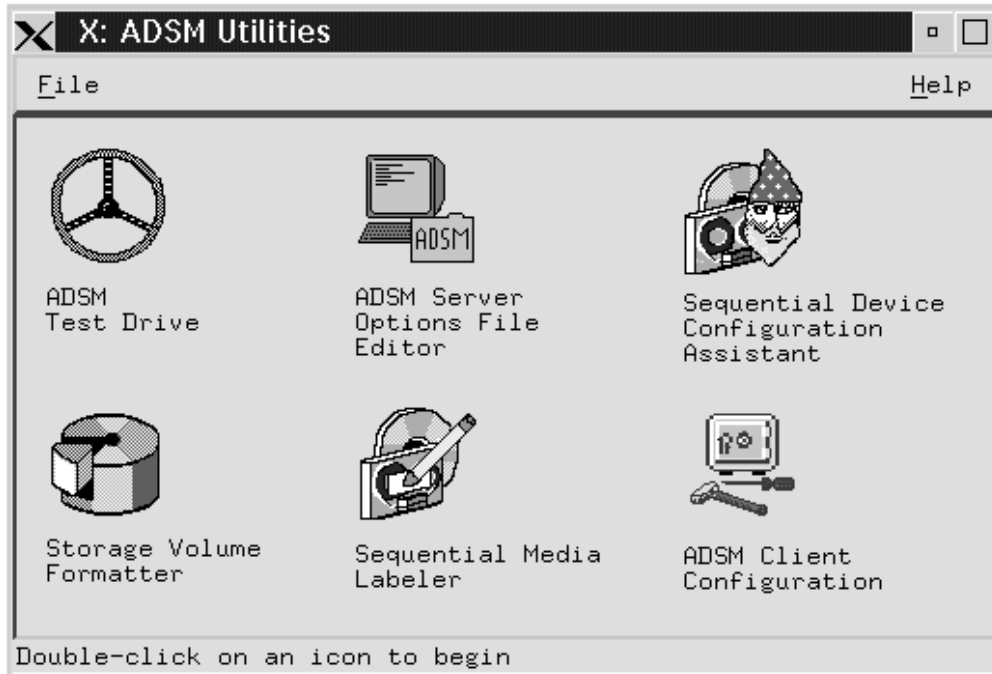 X: ADSM Utilities
File Help
ADSM
Test Drive
ADSM
ADSM Server
Options File
Editor
Sequential Device
Configuration
Assistant
Storage Volume
Formatter
Sequential Media
Labeler
ADSM Client
Configuration
Double-click on an icon to begin